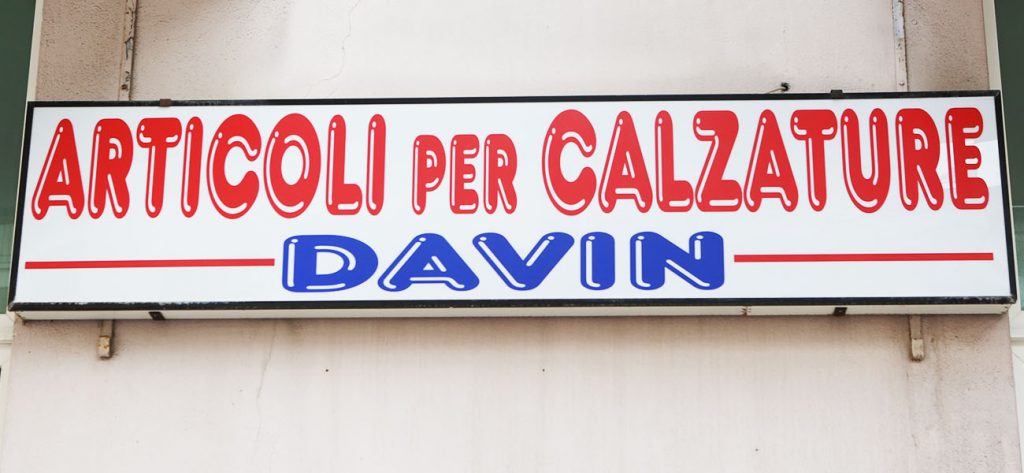 ARTICOLI PER CALZATURE
DAVIN